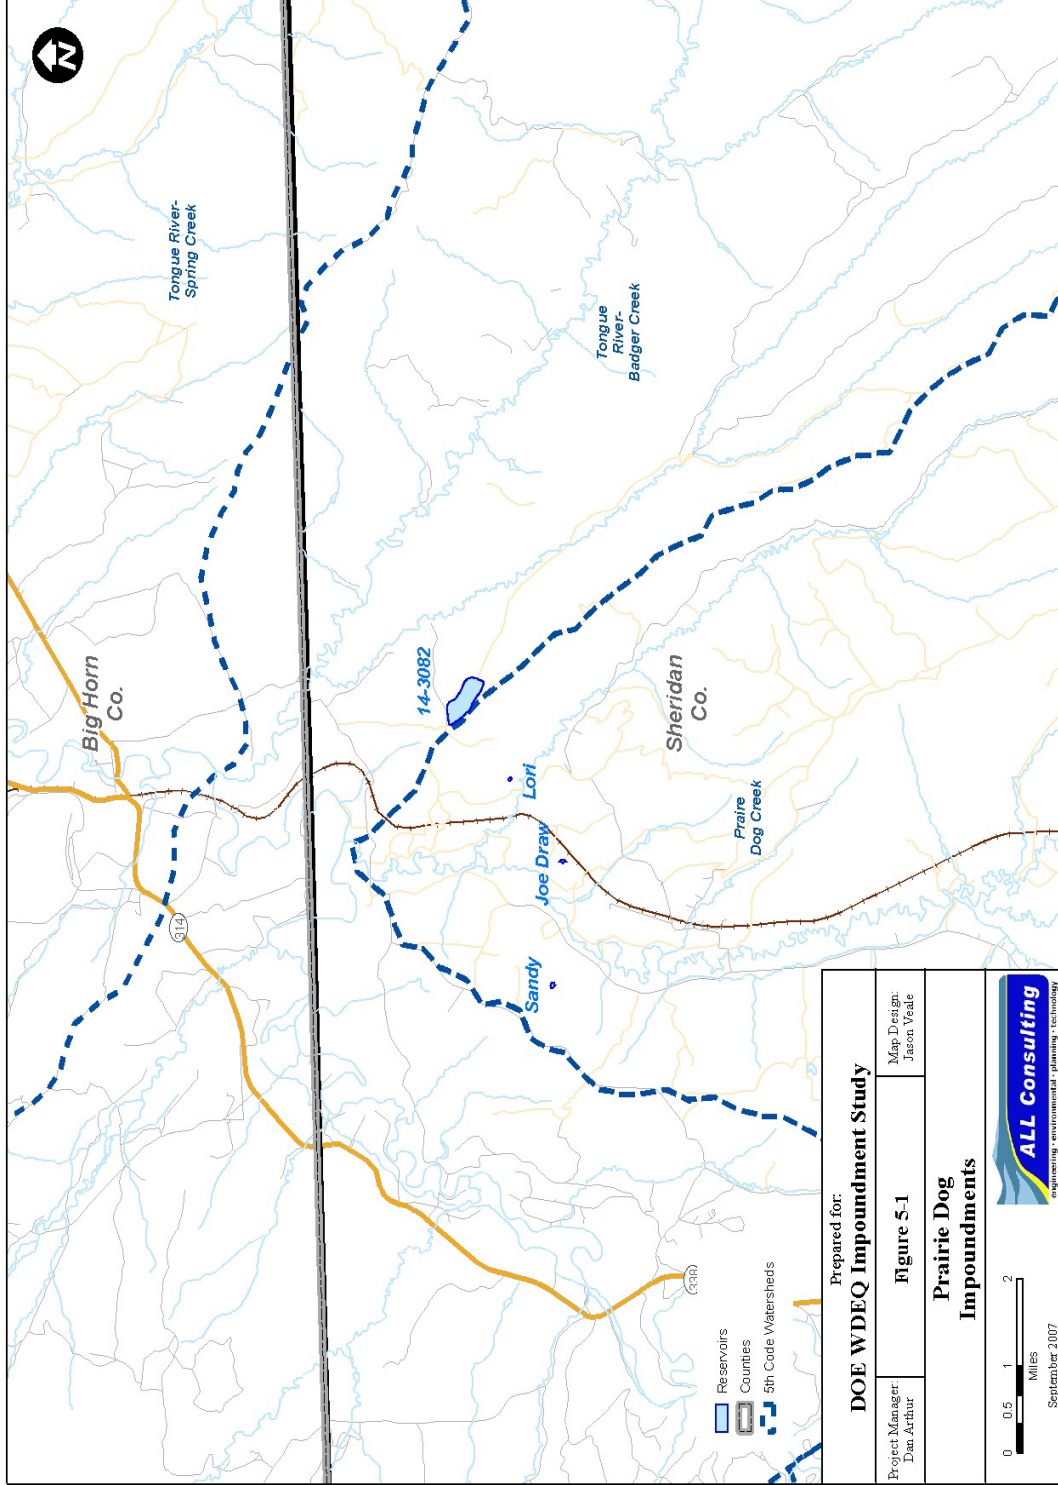 N
Tongue River-
Spring Creek
Big Horn
Co.
314
Tongue
River-
Badger Creek
14-3082
Sheridan
Co.
Lori
Joe Draw
Praire
Dog Creek
Sandy
338
Reservoirs
Counties
5th Code Watersheds
Prepared for:
DOE WDEQ Impoundment Study
Project Manager:
Dan Arthur
Figure 5-1
Map Design:
Jason Veale
Prairie Dog
Impoundments
0 0.5 1 2
Miles
September 2007
ALL Consulting
engineering · environmental · planning · technology